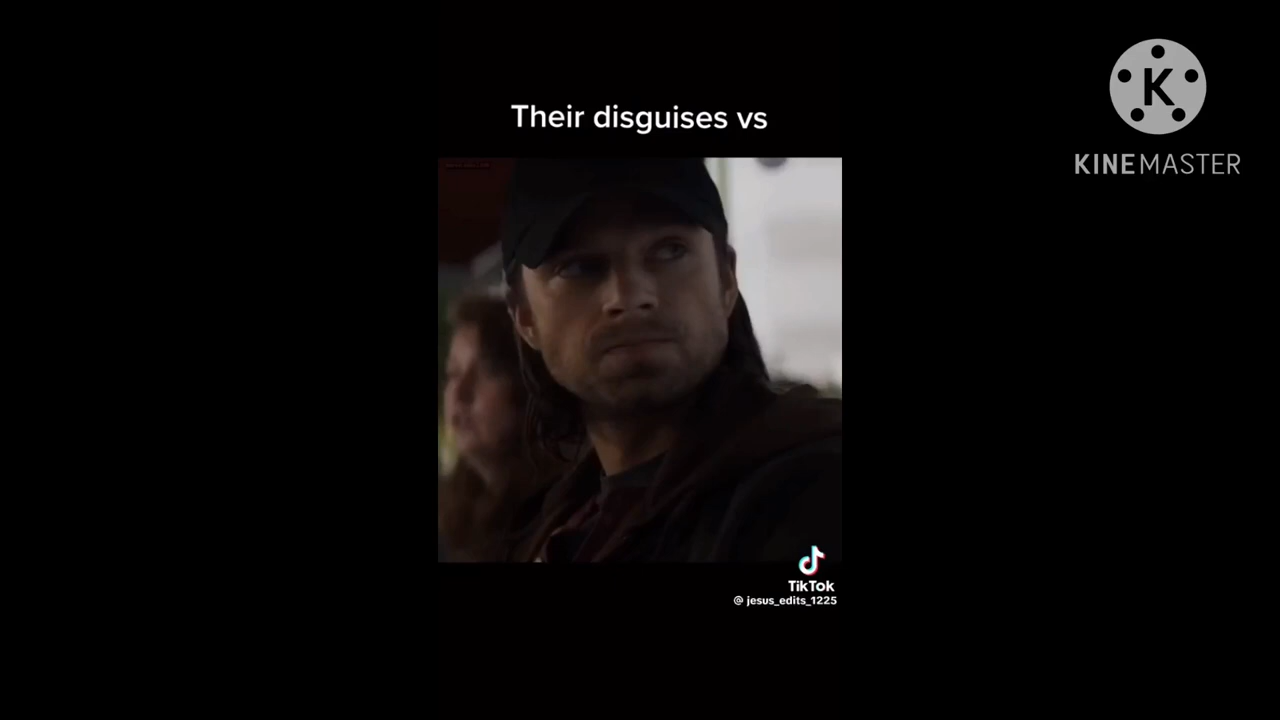 Their disguises vs
K
KINEMASTER
TikTok
@ jesus_edits_1225